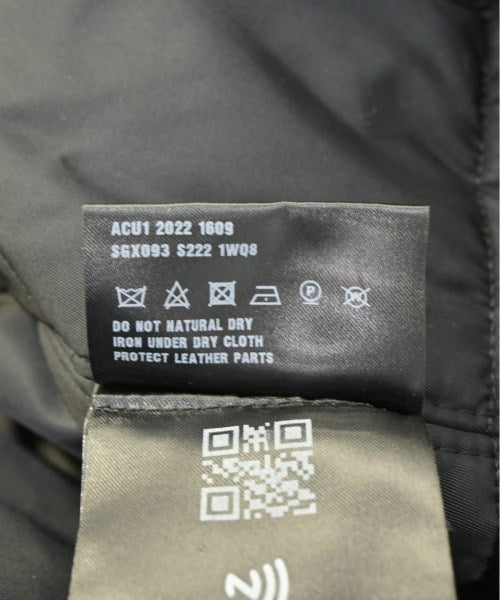 ACU1 2022 1609
SGX093 S222 1WQ8
P
W
DO NOT NATURAL DRY
IRON UNDER DRY CLOTH
PROTECT LEATHER PARTS
N